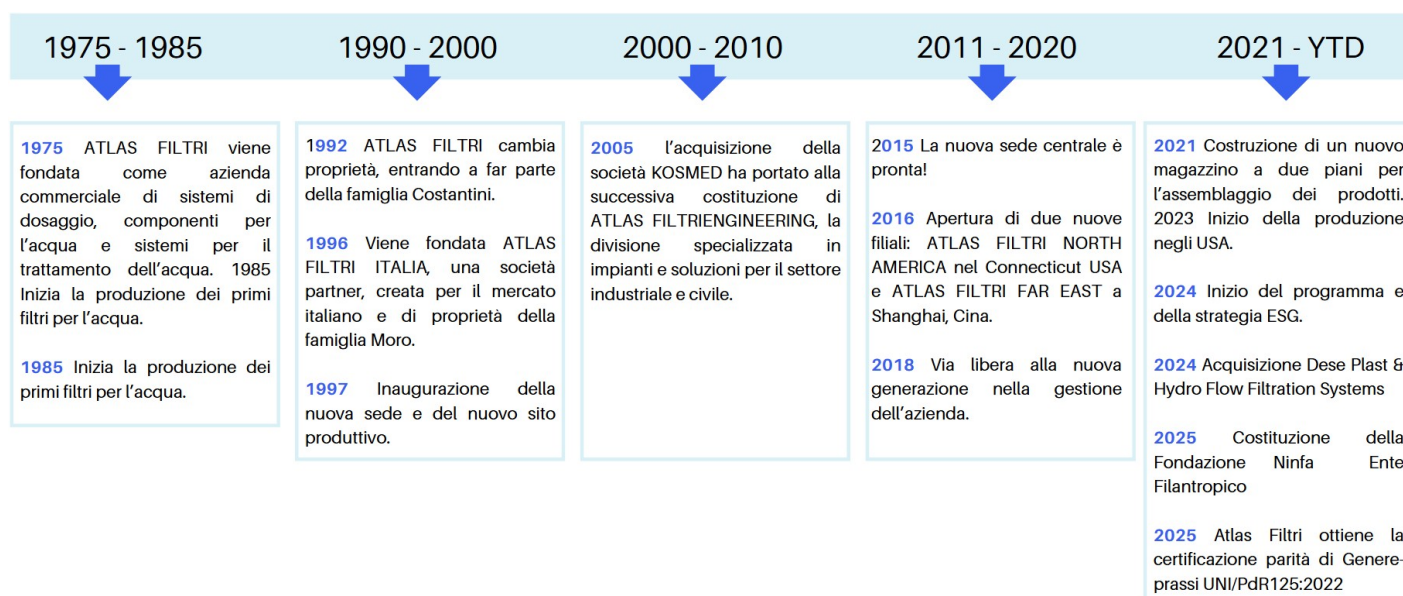 1975 - 1985
1990 - 2000
2000 - 2010
2011 - 2020
2021 - YTD
1975 ATLAS FILTRI viene
fondata come azienda
commerciale di sistemi di
dosaggio, componenti per
l'acqua e sistemi per il
trattamento dell'acqua. 1985
Inizia la produzione dei primi
filtri per l'acqua.
1985 Inizia la produzione dei
primi filtri per l'acqua.
1992 ATLAS FILTRI cambia
proprietà, entrando a far parte
della famiglia Costantini.
1996 Viene fondata ATLAS
FILTRI ITALIA, una società
partner, creata per il mercato
italiano e di proprietà della
famiglia Moro.
1997 Inaugurazione della
nuova sede e del nuovo sito
produttivo.
2005 l'acquisizione della
società KOSMED ha portato alla
successiva costituzione di
ATLAS FILTRIENGINEERING, la
divisione specializzata in
impianti e soluzioni per il settore
industriale e civile.
2015 La nuova sede centrale è
pronta!
2016 Apertura di due nuove
filiali: ATLAS FILTRI NORTH
AMERICA nel Connecticut USA
e ATLAS FILTRI FAR EAST a
Shanghai, Cina.
2018 Via libera alla nuova
generazione nella gestione
dell'azienda.
2021 Costruzione di un nuovo
magazzino a due piani per
l'assemblaggio dei prodotti.
2023 Inizio della produzione
negli USA.
2024 Inizio del programma e
della strategia ESG.
2024 Acquisizione Dese Plast &
Hydro Flow Filtration Systems
2025 Costituzione della
Fondazione Ninfa Ente
Filantropico
2025 Atlas Filtri ottiene la
certificazione parità di Genere-
prassi UNI/PdR125:2022